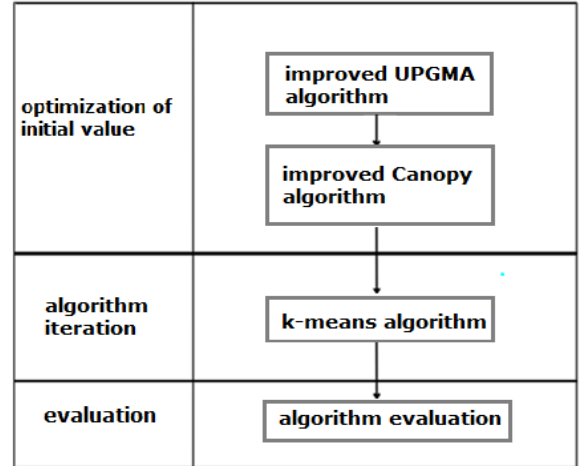 optimization of
initial value
improved UPGMA
algorithm
improved Canopy
algorithm
algorithm
iteration
k-means algorithm
evaluation
algorithm evaluation